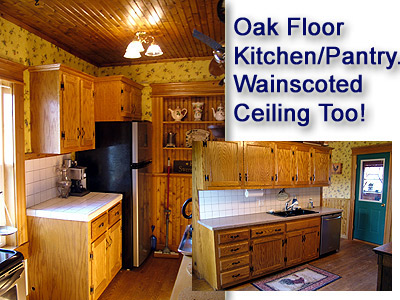 Oak Floor
Kitchen/Pantry.
Wainscoted
Ceiling Too!